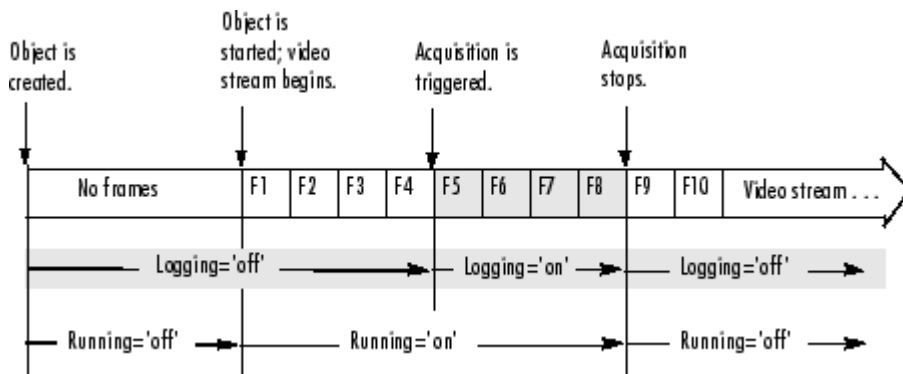 Object is
created.
Object is
started; video
stream begins.
Acquisition is
triggered.
Acquisition
stops.
No frames F1 F2 F3 F4 F5 F6 F7 F8 F9 F10 Video stream . . .
Logging='off' Logging='on' Logging='off'
Running='off' Running='on' Running='off'